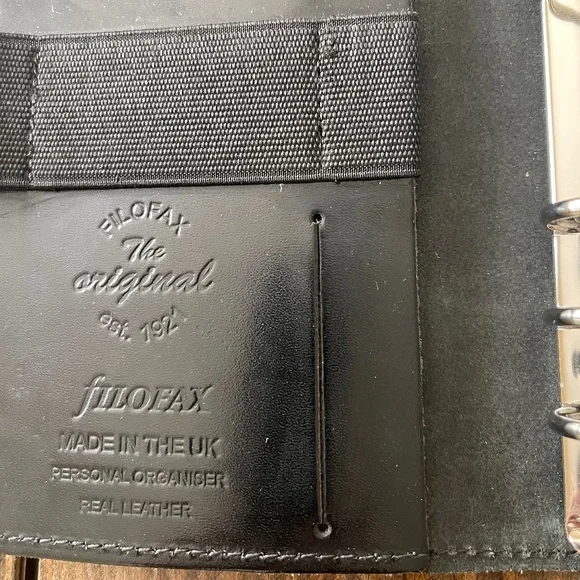 FILOFAX
The
original
est. 1921
fILOFAX
MADE IN THE UK
PERSONAL ORGANISER
REAL LEATHER